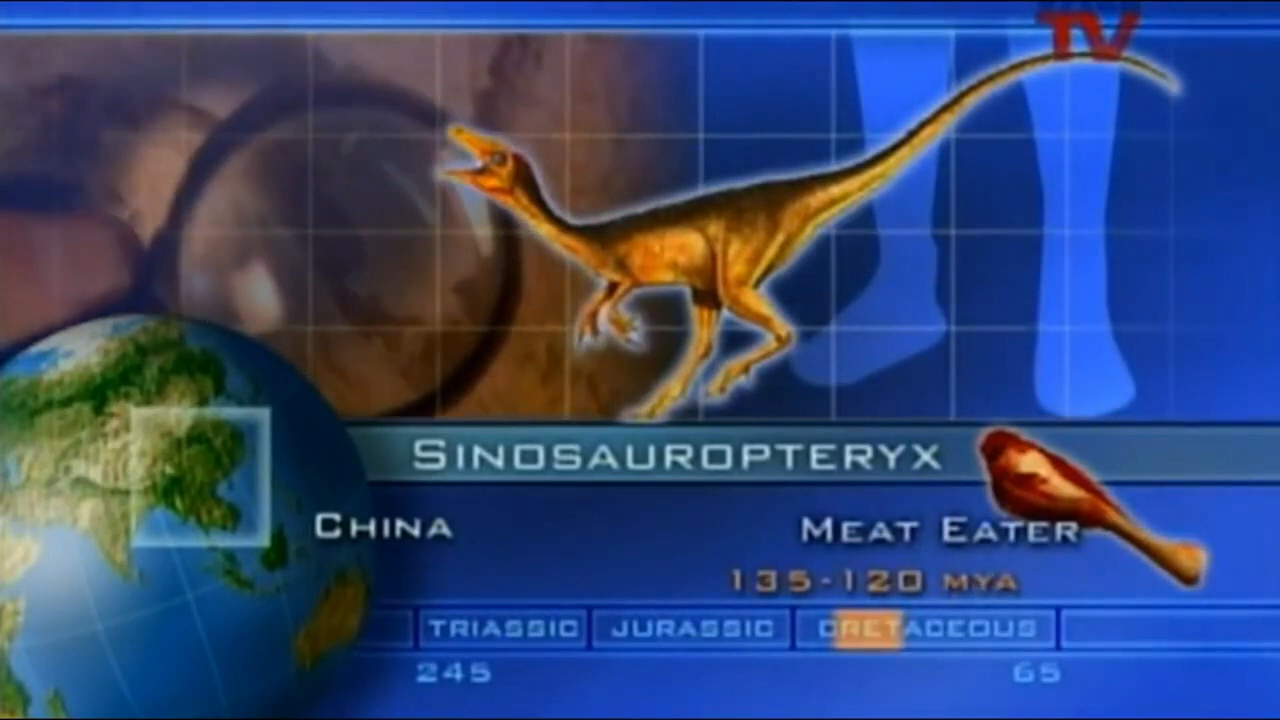 TV
SINOSAUROPTERYX
CHINA
MEAT EATER
135-120 MYA
TRIASSIC JURASSIC CRETACEOUS
245 65